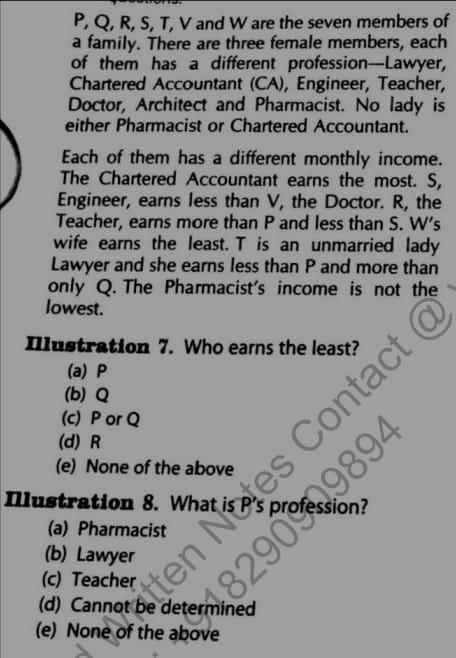 P, Q, R, S, T, V and W are the seven members of
a family. There are three female members, each
of them has a different profession—Lawyer,
Chartered Accountant (CA), Engineer, Teacher,
Doctor, Architect and Pharmacist. No lady is
either Pharmacist or Chartered Accountant.
Each of them has a different monthly income.
The Chartered Accountant earns the most. S,
Engineer, earns less than V, the Doctor. R, the
Teacher, earns more than P and less than S. W's
wife earns the least. T is an unmarried lady
Lawyer and she earns less than P and more than
only Q. The Pharmacist's income is not the
lowest.
Illustration 7. Who earns the least?
(a) P
(b) Q
(c) P or Q
(d) R
(e) None of the above
Illustration 8. What is P's profession?
(a) Pharmacist
(b) Lawyer
(c) Teacher
(d) Cannot be determined
(e) None of the above
Written Notes Contact @
918290909894